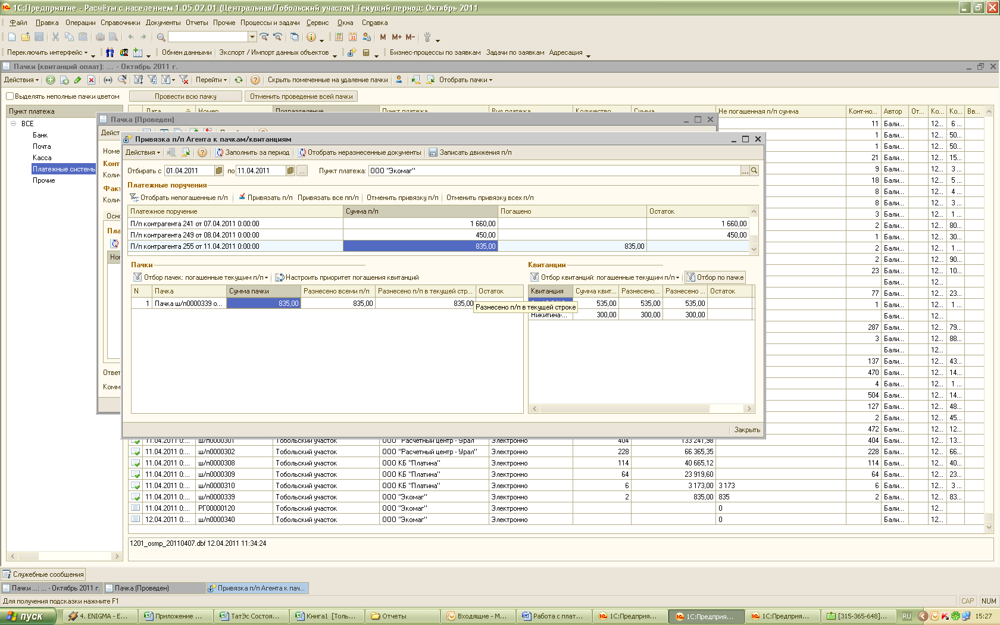 1С:Предприятие - Расчёты с населением 1.05.02.01 (Центральная/Тобольский участок) Текущий период: Октябрь 2011
Файл Правка Операции Справочники Документы Отчеты Прочие Процессы и задачи Сервис Окна Справка
M M+ M-
Переключить интерфейс Обмен данными Экспорт / Импорт данных объектов Бизнес-процессы по заявкам Задачи по заявкам Адресация
Пачки (квитанций оплат): ... - Октябрь 2011 г.
Действия Перейти Скрыть помеченные на удаление пачки Отобрать пачки
Выделять неполные пачки цветом Провести всю пачку Отменить проведение всей пачки
Пункт платежа
ВСЕ
Банк
Почта
Касса
Платежные системы
Прочие
Дата Номер Подразделение Пункт платежа Вид платежа Количество Сумма Не погашенная п/п сумма Конт-но... Автор От... Ко... Ко... Вв...
Пачка (Проведен)
Привязка п/п Агента к пачкам/квитанциям
Действия Заполнить за период Отобрать неразнесенные документы Записать движения п/п
Отбирать с 01.04.2011 по 11.04.2011 ... Пункт платежа: ООО "Экомаг" ...
Платежные поручения
Отобрать непогашенные п/п Привязать п/п Привязать все пп/п Отменить привязку п/п Отменить привязку всех п/п
Платежное поручение Сумма п/п Погашено Остаток
П/п контрагента 241 от 07.04.2011 0:00:00 1 660,00 1 660,00
П/п контрагента 249 от 08.04.2011 0:00:00 450,00 450,00
П/п контрагента 255 от 11.04.2011 0:00:00 835,00 835,00
Пачки
Отбор пачек: погашенные текущим п/п Настроить приоритет погашения квитанций
N Пачка Сумма пачки Разнесено всеми п/п Разнесено п/п в текущей стр... Остаток
1 Пачка ш/п0000339 о... 835,00 835,00 835,00
Разнесено п/п в текущей строке
Квитанции
Отбор квитанций: погашенные текущим п/п Отбор по пачке
Квитанция Сумма квит... Разнесено... Разнесено ... Остаток
535,00 535,00 535,00
Никитина-... 300,00 300,00 300,00
Закрыть
Дейст
Номе
Конт
Колич
Факт
Колич
Осно
Пла
Но
Ответ
Комм
11 Бали... 12... 6 ...
1 Бали... 12... 50...
1 Бали... 12... 50...
21 Бали... 12... 15...
9 Бали... 12... 3 ...
18 Бали... 12... 5 ...
8 Бали... 12... 4 ...
8 Бали... 12... 3 ...
3 Бали... 12... 1 ...
2 Бали... 12... 80...
1 Бали... 12... 30...
2 Бали... 12... 1 ...
2 Бали... 12... 90...
23 Бали... 12... 10...
Бали... 12...
77 Бали... 12... 23...
1 Бали... 12... 1 ...
Бали... 12...
287 Бали... 12... 79...
3 Бали... 12... 88...
Бали... 12...
137 Бали... 12... 43...
470 Бали... 12... 14...
4 Бали... 12... 1 ...
504 Бали... 12... 14...
127 Бали... 12... 48...
2 Бали... 12... 45...
472 Бали... 12... 12...
11.04.2011 0:... ш/п0000301 Тобольский участок ООО "Расчетный центр - Урал" Электронно 404 133 241,98 404 Бали... 12... 13...
11.04.2011 0:... ш/п0000302 Тобольский участок ООО "Расчетный центр - Урал" Электронно 228 66 365,35 228 Бали... 12... 66...
11.04.2011 0:... ш/п0000308 Тобольский участок ООО КБ "Платина" Электронно 114 40 665,12 114 Бали... 12... 40...
11.04.2011 0:... ш/п0000309 Тобольский участок ООО КБ "Платина" Электронно 64 23 919,60 64 Бали... 12... 23...
11.04.2011 0:... ш/п0000310 Тобольский участок ООО КБ "Платина" Электронно 6 3 173,00 3 173 6 Бали... 12... 3 ...
11.04.2011 0:... ш/п0000339 Тобольский участок ООО "Экомаг" Электронно 2 835,00 835 2 Бали... 12... 83...
11.04.2011 0:... РГ00000120 Тобольский участок ООО "Экомаг" Электронно 0 Бали... 12...
12.04.2011 0:... ш/п0000340 Тобольский участок ООО "Экомаг" Электронно 0 Бали... 12...
1201_osmp_20110407.dbf 12.04.2011 11:34:24
Служебные сообщения
Пачки ...: ... - Октябрь 2011 г. Пачка (Проведен) Привязка п/п Агента к пач...
Для получения подсказки нажмите F1 CAP NUM
пуск 4. ENIGMA - E... Приложение ... ТатЭс Состоя... Книга1 [Толь... Отчеты Входящие - М... Работа с плат... 1С:Предприя... 1С:Предприя... 1С:Предприя... [315-365-648]... RU 15:27